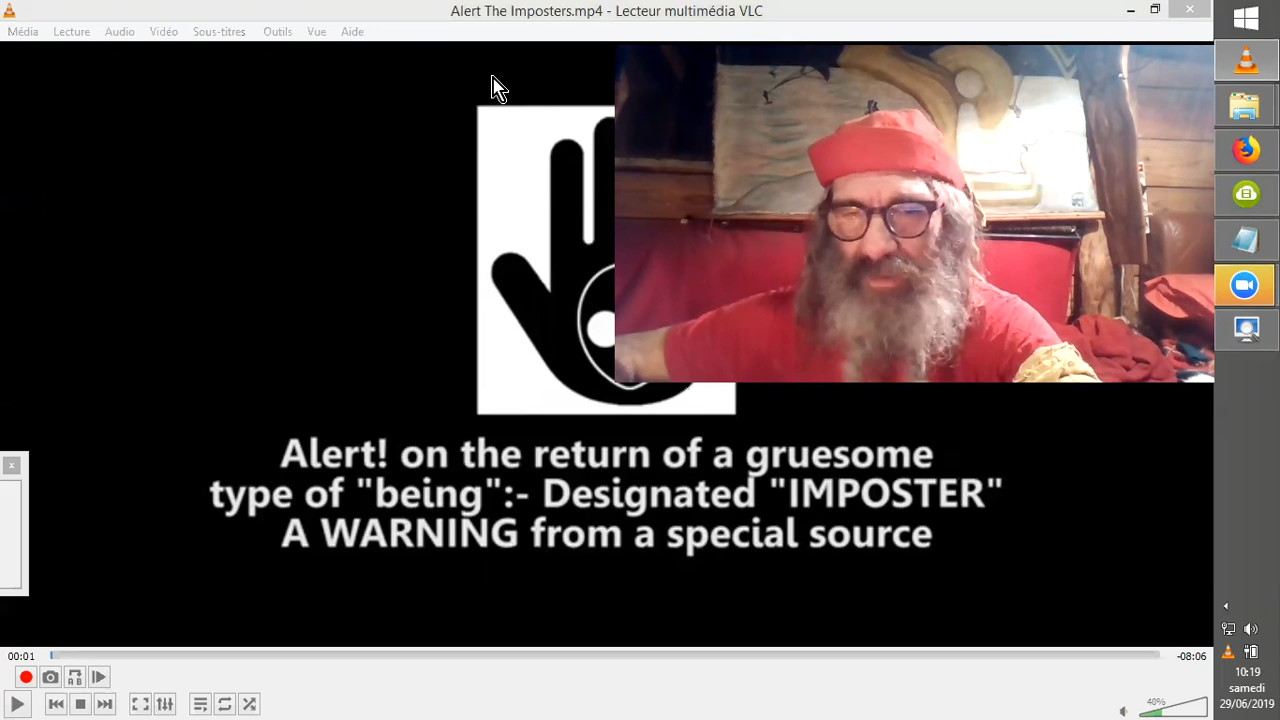 Alert The Imposters.mp4 - Lecteur multimédia VLC
Média Lecture Audio Vidéo Sous-titres Outils Vue Aide
Alert! on the return of a gruesome
type of "being":- Designated "IMPOSTER"
A WARNING from a special source
00:01
-08:06
A B
40%
10:19
samedi
29/06/2019